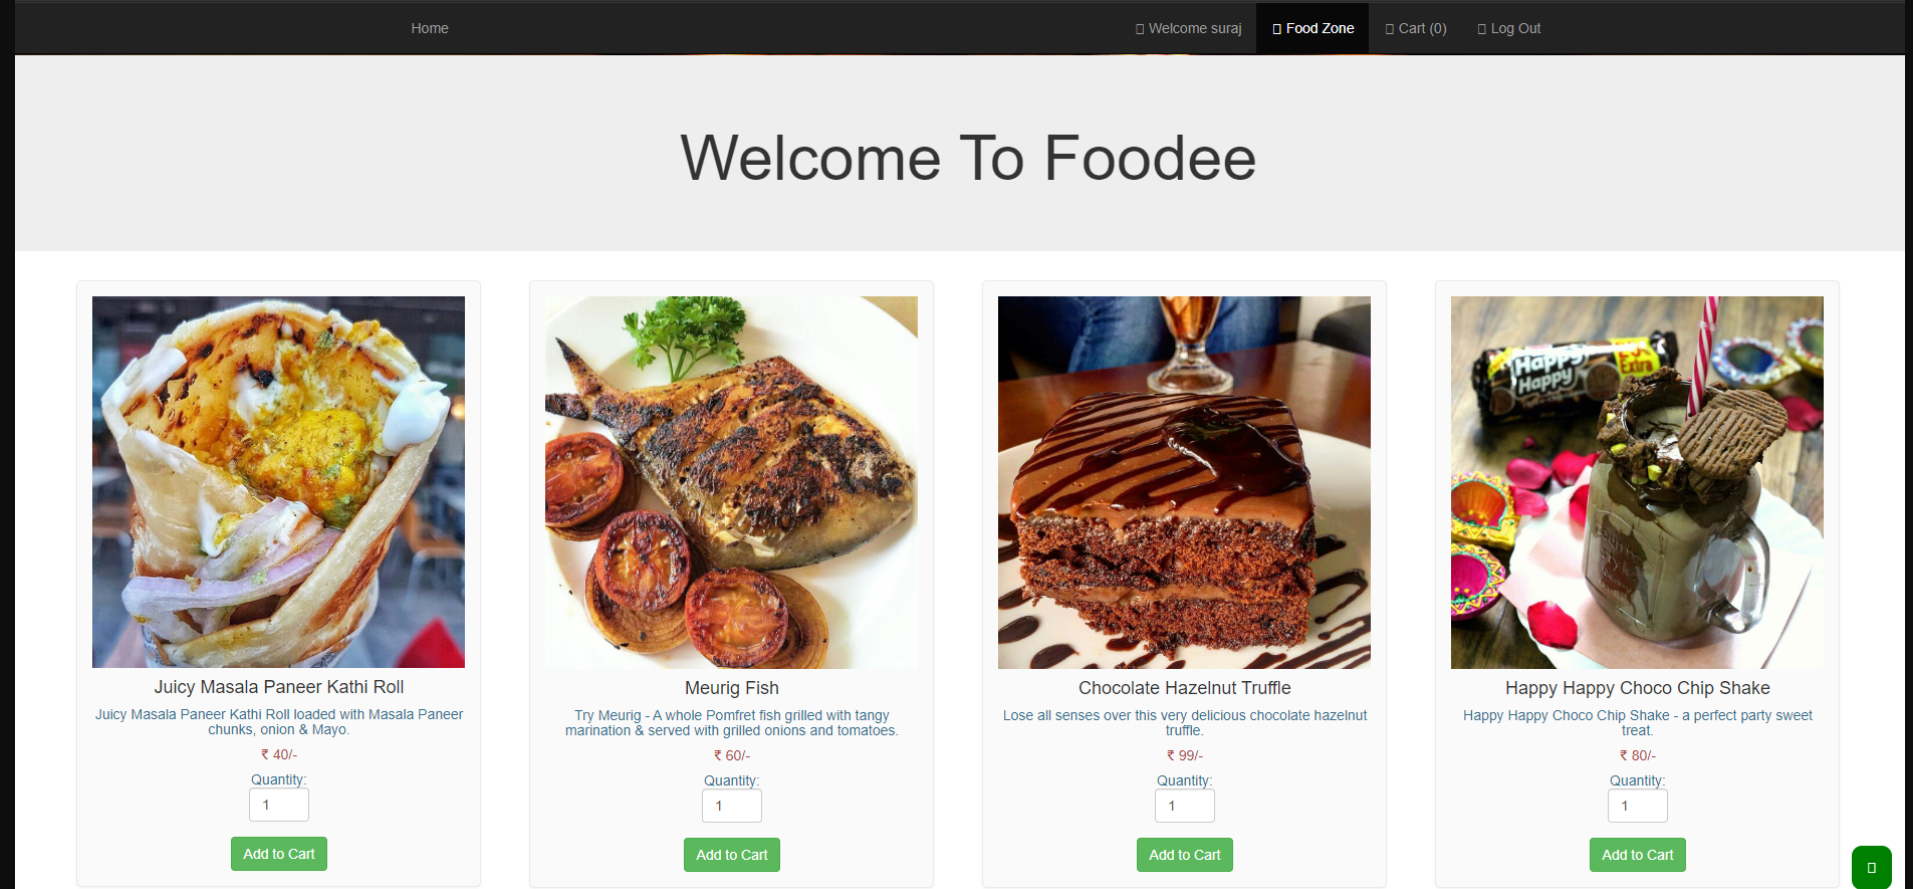 Home
Welcome suraj
Food Zone
Cart (0)
Log Out
Welcome To Foodee
Happy
Happy
Extra
Juicy Masala Paneer Kathi Roll
Juicy Masala Paneer Kathi Roll loaded with Masala Paneer
chunks, onion & Mayo.
₹ 40/-
Quantity:
1
Add to Cart
Meurig Fish
Try Meurig - A whole Pomfret fish grilled with tangy
marination & served with grilled onions and tomatoes.
₹ 60/-
Quantity:
1
Add to Cart
Chocolate Hazelnut Truffle
Lose all senses over this very delicious chocolate hazelnut
truffle.
₹ 99/-
Quantity:
1
Add to Cart
Happy Happy Choco Chip Shake
Happy Happy Choco Chip Shake - a perfect party sweet
treat.
₹ 80/-
Quantity:
1
Add to Cart